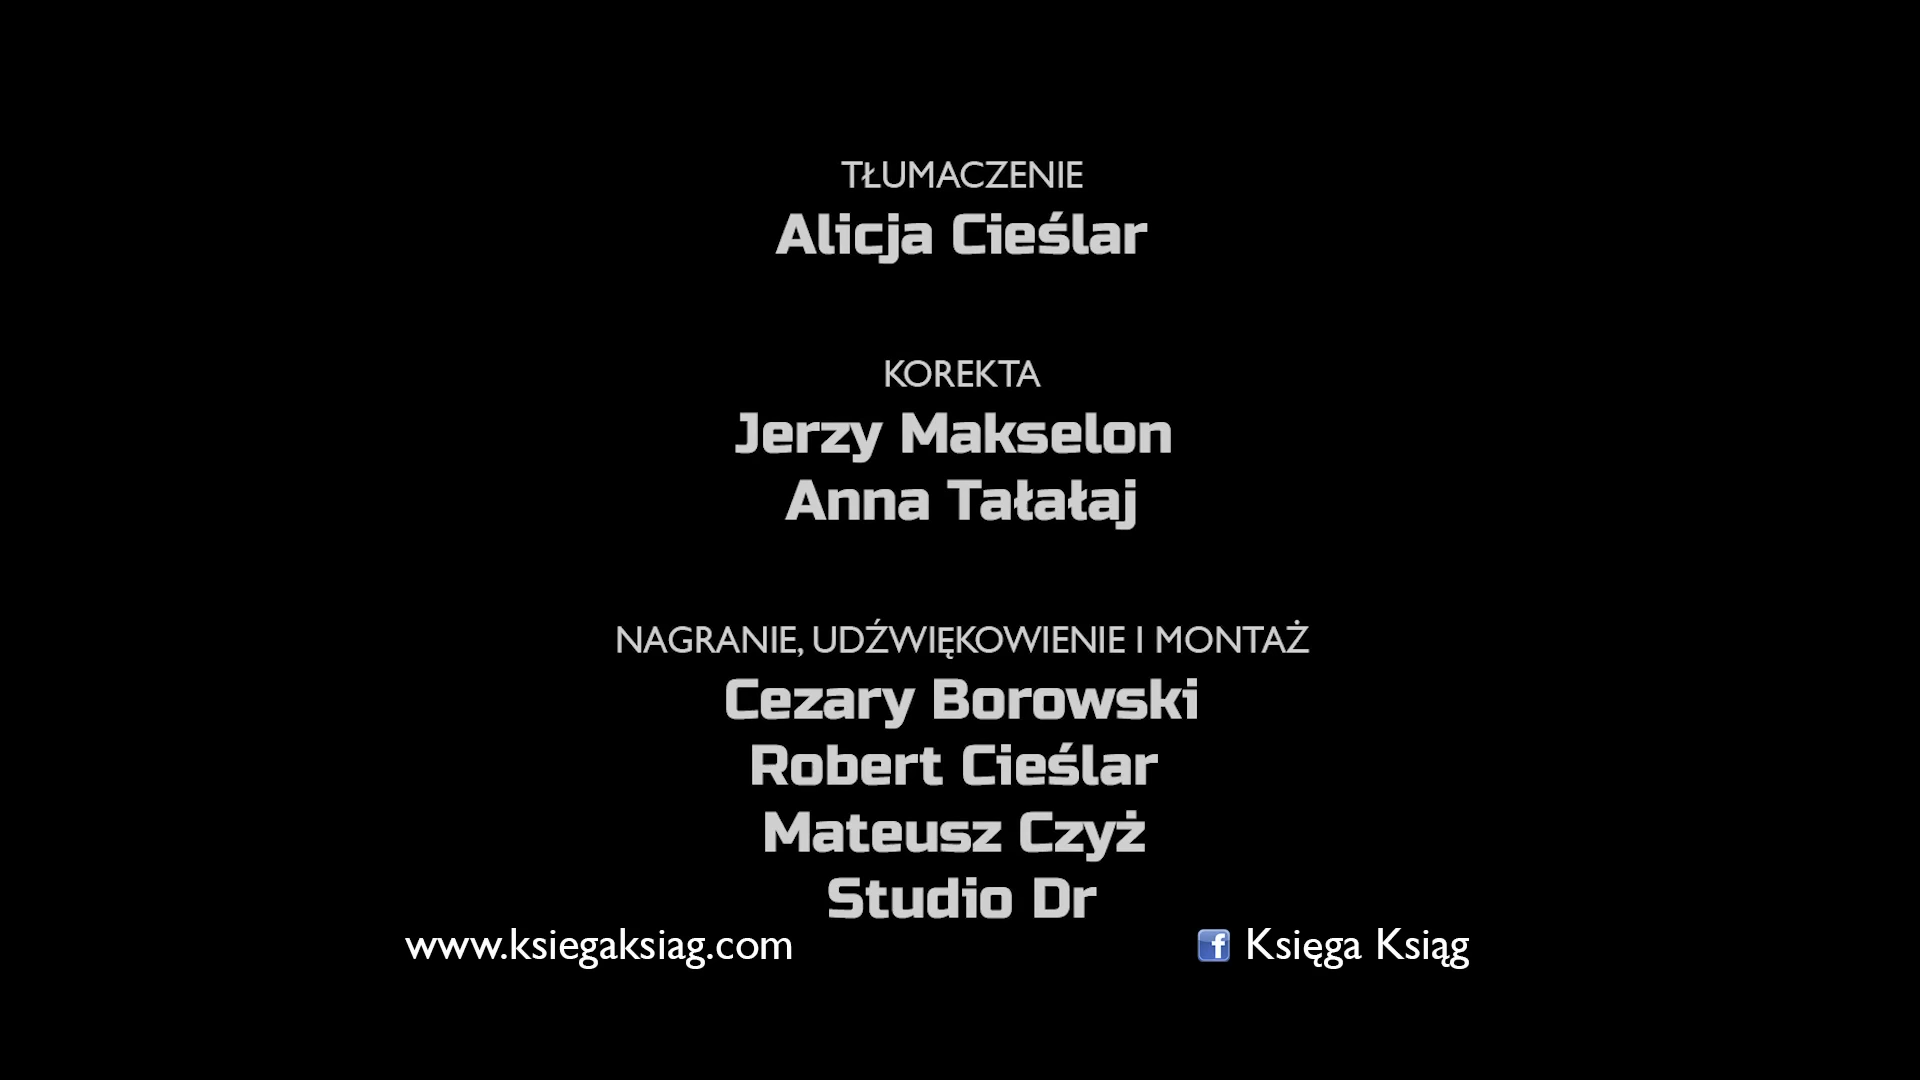 TŁUMACZENIE
Alicja Cieślar
KOREKTA
Jerzy Makselon
Anna Tałałaj
NAGRANIE, UDŹWIĘKOWIENIE I MONTAŻ
Cezary Borowski
Robert Cieślar
Mateusz Czyż
Studio Dr
www.ksiegaksiag.com
f Księga Ksiąg